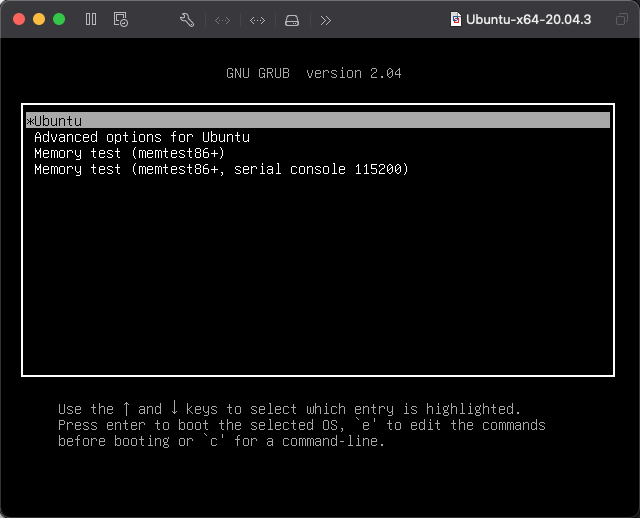 Ubuntu-x64-20.04.3
GNU GRUB  version 2.04
*Ubuntu
Advanced options for Ubuntu
Memory test (memtest86+)
Memory test (memtest86+, serial console 115200)
Use the ↑ and ↓ keys to select which entry is highlighted.
Press enter to boot the selected OS, `e' to edit the commands
before booting or `c' for a command-line.